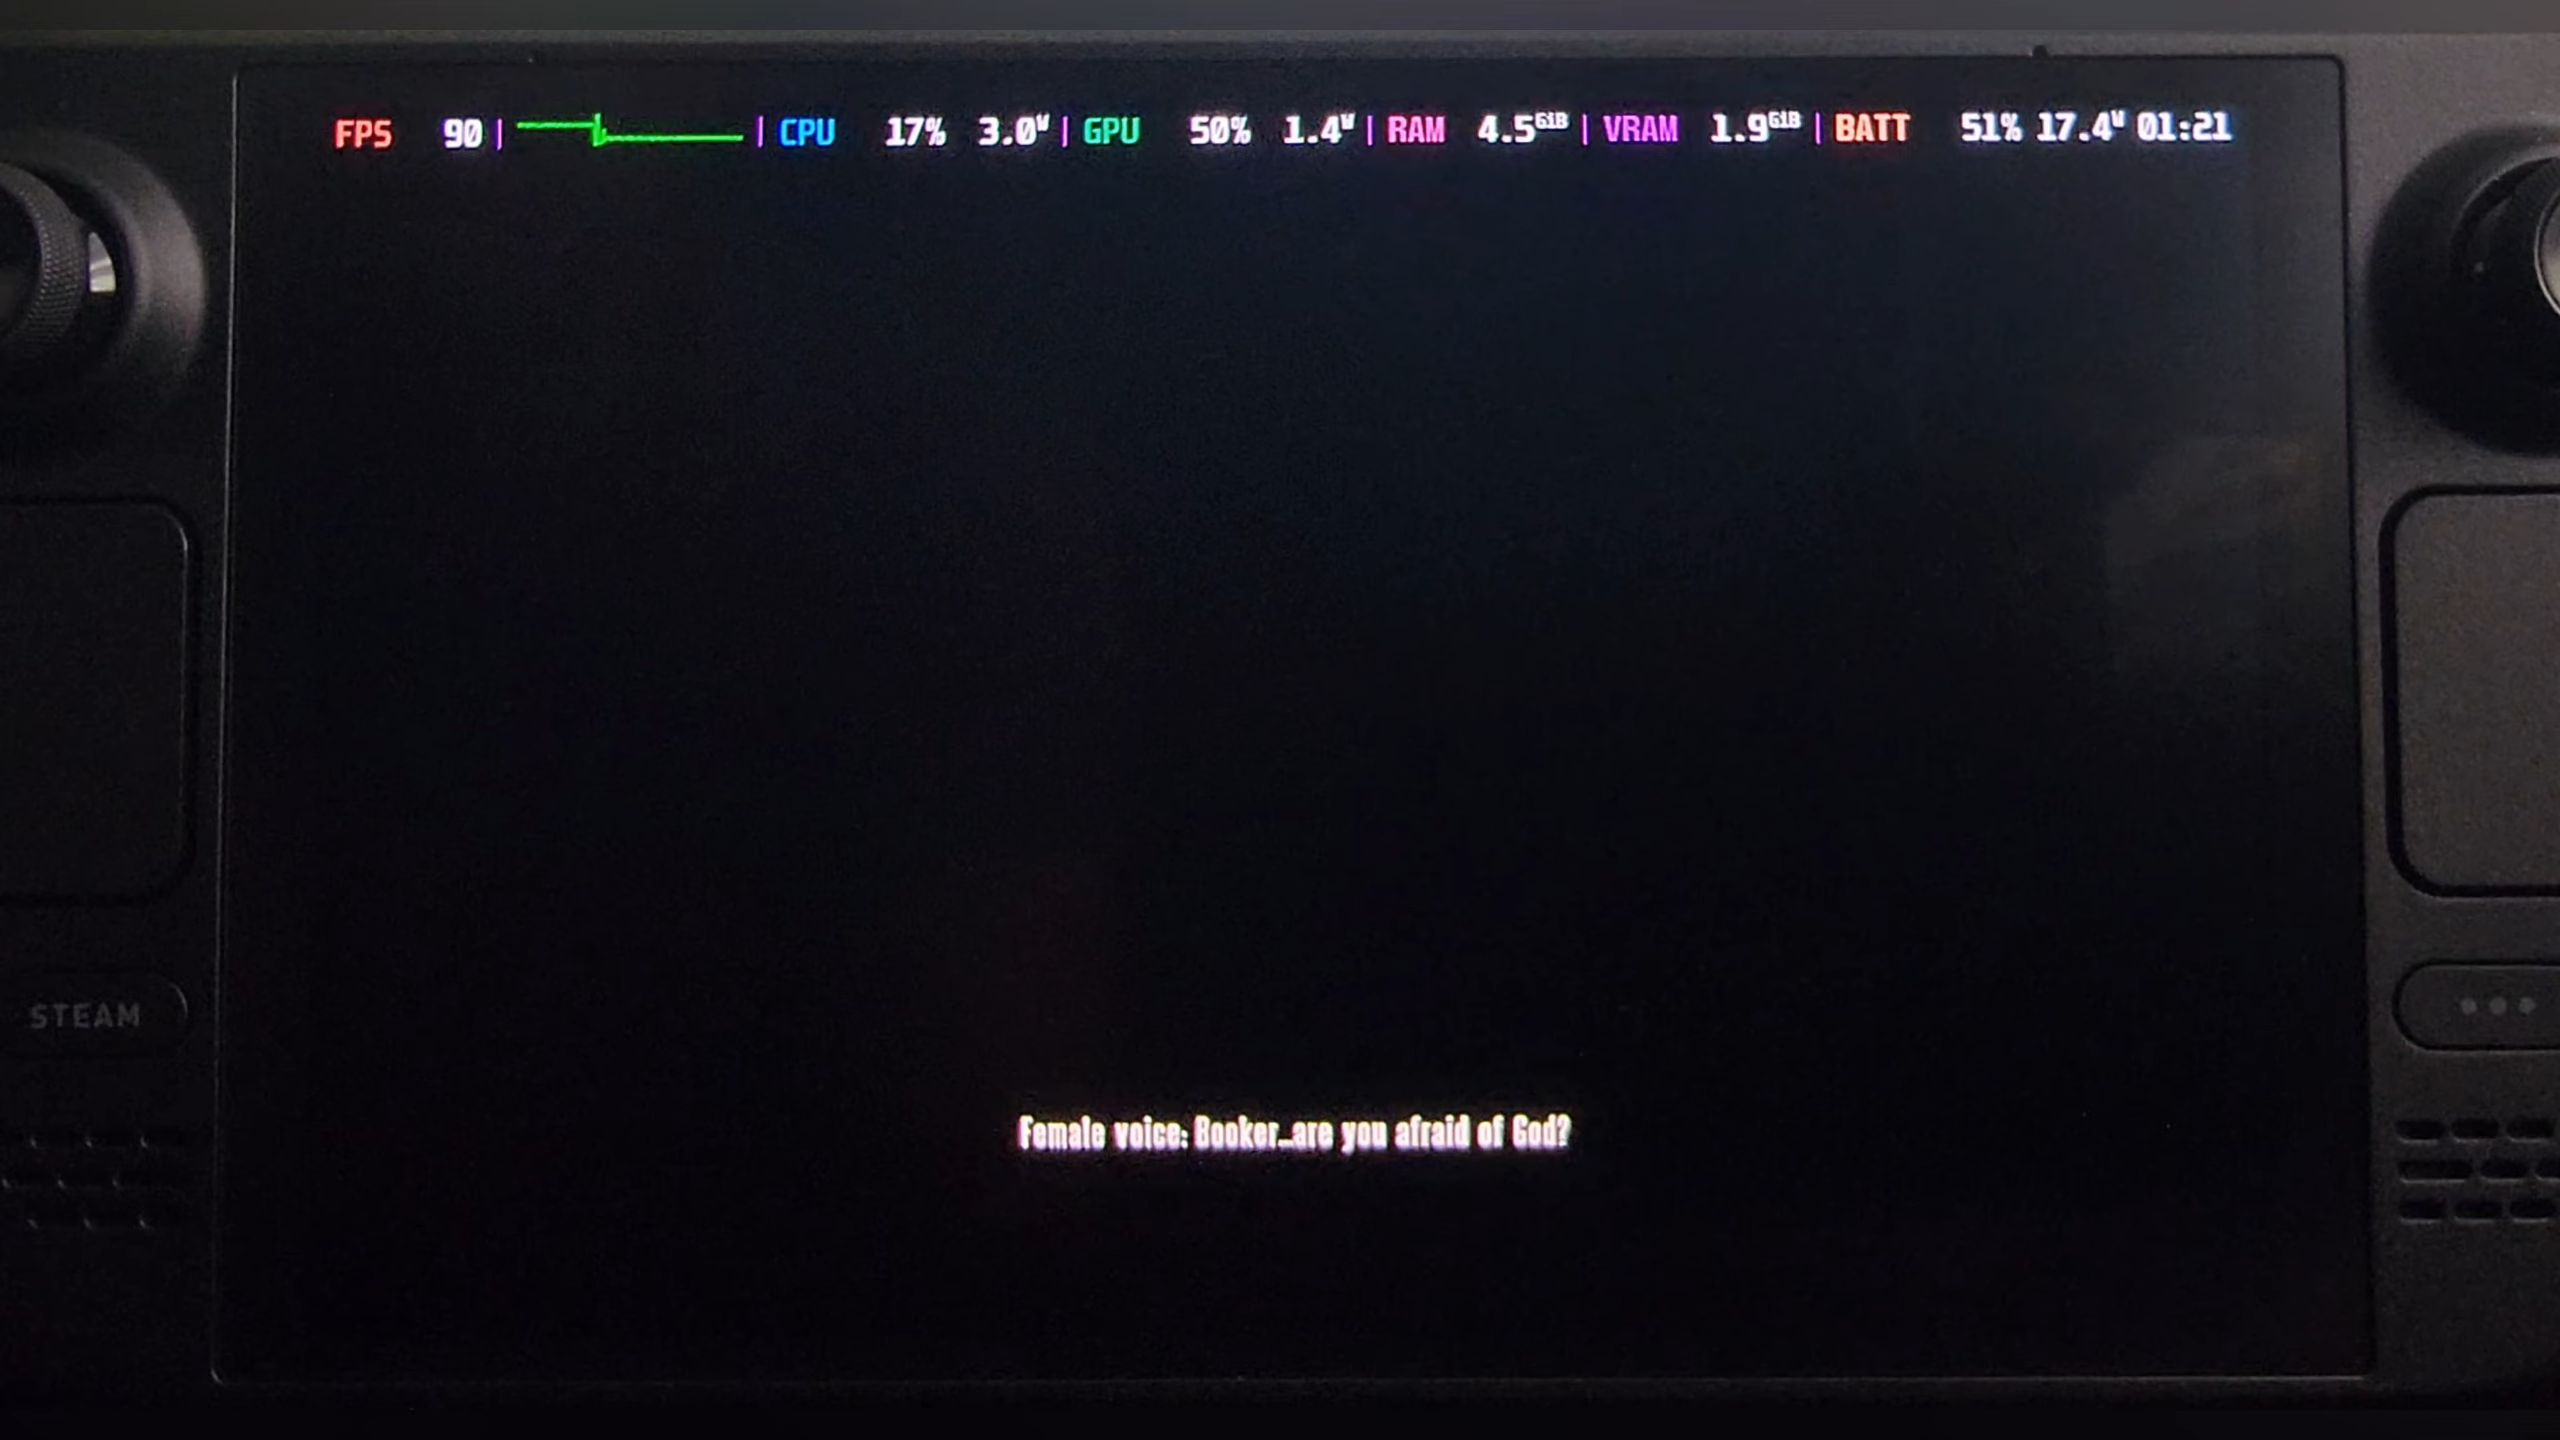 FPS 90 | | CPU 17% 3.0W | GPU 50% 1.4W | RAM 4.5GiB | VRAM 1.9GiB | BATT 51% 17.4W 01:21
STEAM
Female voice: Booker...are you afraid of God?